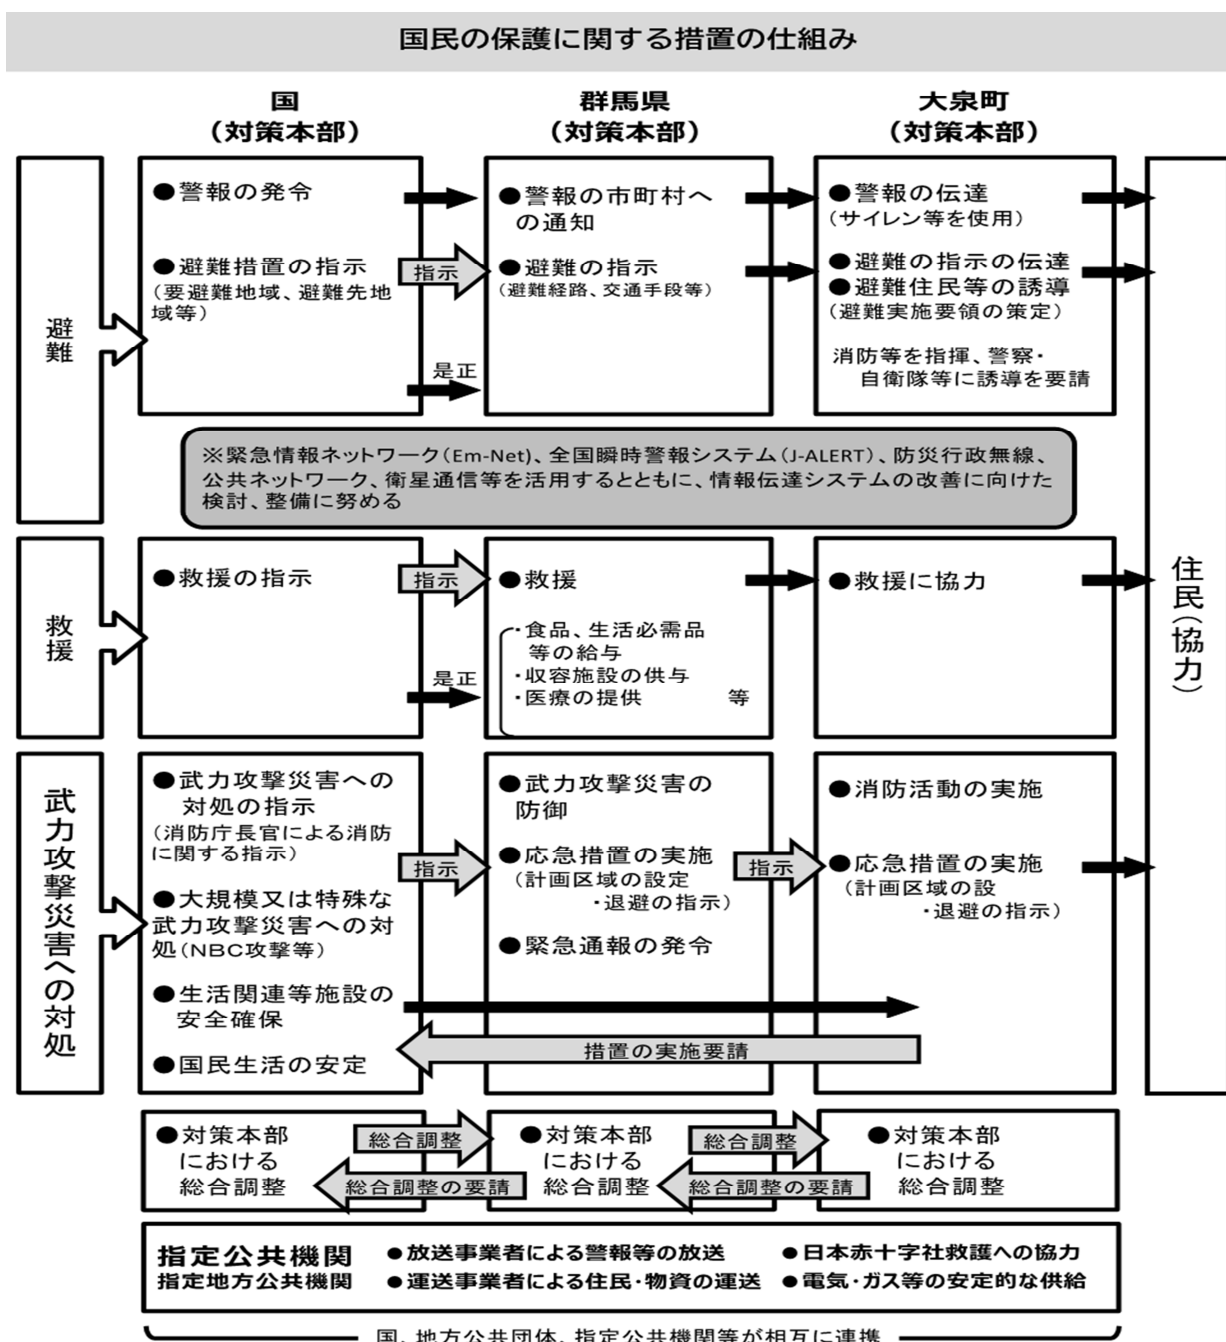 国民の保護に関する措置の仕組み
国
（対策本部）
群馬県
（対策本部）
大泉町
（対策本部）
避難
●警報の発令
●避難措置の指示
（要避難地域、避難先地
域等）
指示
是正
●警報の市町村へ
の通知
●避難の指示
（避難経路、交通手段等）
●警報の伝達
（サイレン等を使用）
●避難の指示の伝達
●避難住民等の誘導
（避難実施要領の策定）
消防等を指揮、警察・
自衛隊等に誘導を要請
※緊急情報ネットワーク（Em-Net）、全国瞬時警報システム（J-ALERT）、防災行政無線、
公共ネットワーク、衛星通信等を活用するとともに、情報伝達システムの改善に向けた
検討、整備に努める
救援
●救援の指示
指示
是正
●救援
・食品、生活必需品
等の給与
・収容施設の供与
・医療の提供　　等
●救援に協力
住民（協力）
武力攻撃災害への対処
●武力攻撃災害への
対処の指示
（消防庁長官による消防
に関する指示）
●大規模又は特殊な
武力攻撃災害への対
処（NBC攻撃等）
●生活関連等施設の
安全確保
●国民生活の安定
指示
●武力攻撃災害の
防御
●応急措置の実施
（計画区域の設定
・退避の指示）
●緊急通報の発令
指示
●消防活動の実施
●応急措置の実施
（計画区域の設
・退避の指示）
措置の実施要請
●対策本部
における
総合調整
総合調整
総合調整の要請
●対策本部
における
総合調整
総合調整
総合調整の要請
●対策本部
における
総合調整
指定公共機関
指定地方公共機関
●放送事業者による警報等の放送
●日本赤十字社救護への協力
●運送事業者による住民・物資の運送
●電気・ガス等の安定的な供給
国、地方公共団体、指定公共機関等が相互に連携